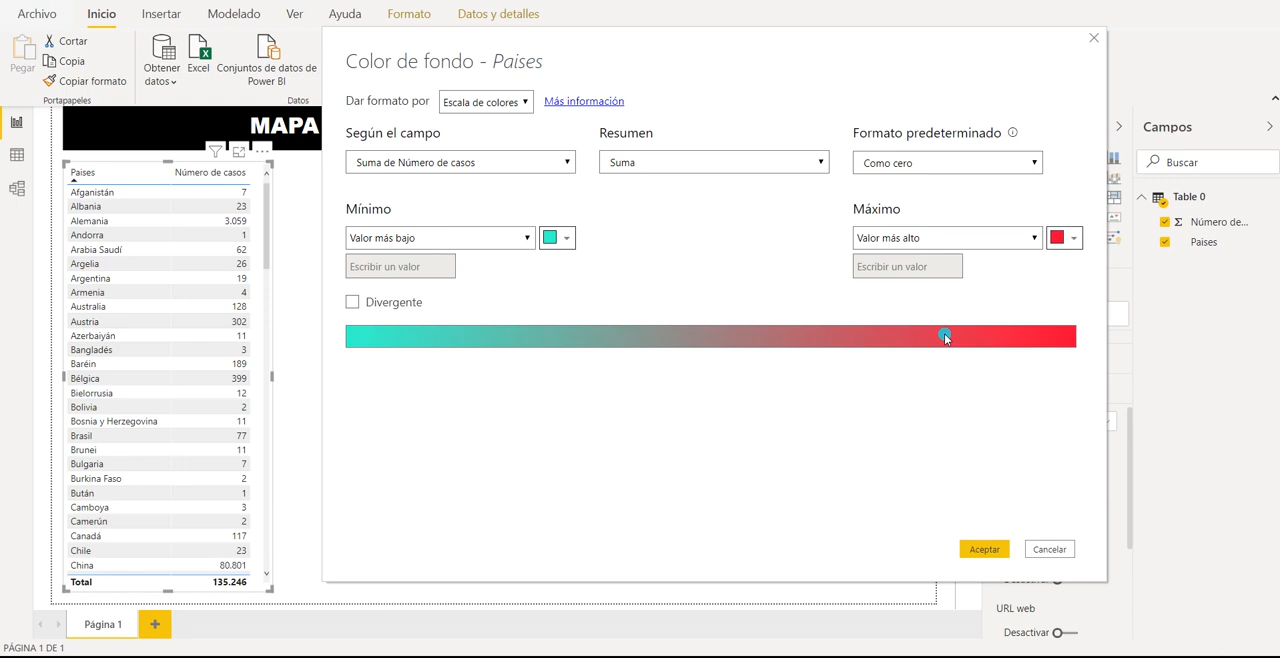 Archivo Inicio Insertar Modelado Ver Ayuda Formato Datos y detalles
Pegar
Cortar
Copia
Copiar formato
Portapapeles
Obtener datos
Excel
Conjuntos de datos de Power BI
Datos
MAPA
Paises Número de casos
Afganistán 7
Albania 23
Alemania 3.059
Andorra 1
Arabia Saudí 62
Argelia 26
Argentina 19
Armenia 4
Australia 128
Austria 302
Azerbaiyán 11
Bangladés 3
Baréin 189
Bélgica 399
Bielorrusia 12
Bolivia 2
Bosnia y Herzegovina 11
Brasil 77
Brunei 11
Bulgaria 7
Burkina Faso 2
Bután 1
Camboya 3
Camerún 2
Canadá 117
Chile 23
China 80.801
Total 135.246
Color de fondo - Paises
Dar formato por Escala de colores Más información
Según el campo Resumen Formato predeterminado
Suma de Número de casos Suma Como cero
Mínimo Máximo
Valor más bajo Valor más alto
Escribir un valor Escribir un valor
Divergente
Aceptar Cancelar
Campos
Buscar
Table 0
Σ Número de...
Paises
URL web
Desactivar
Página 1 +
PÁGINA 1 DE 1